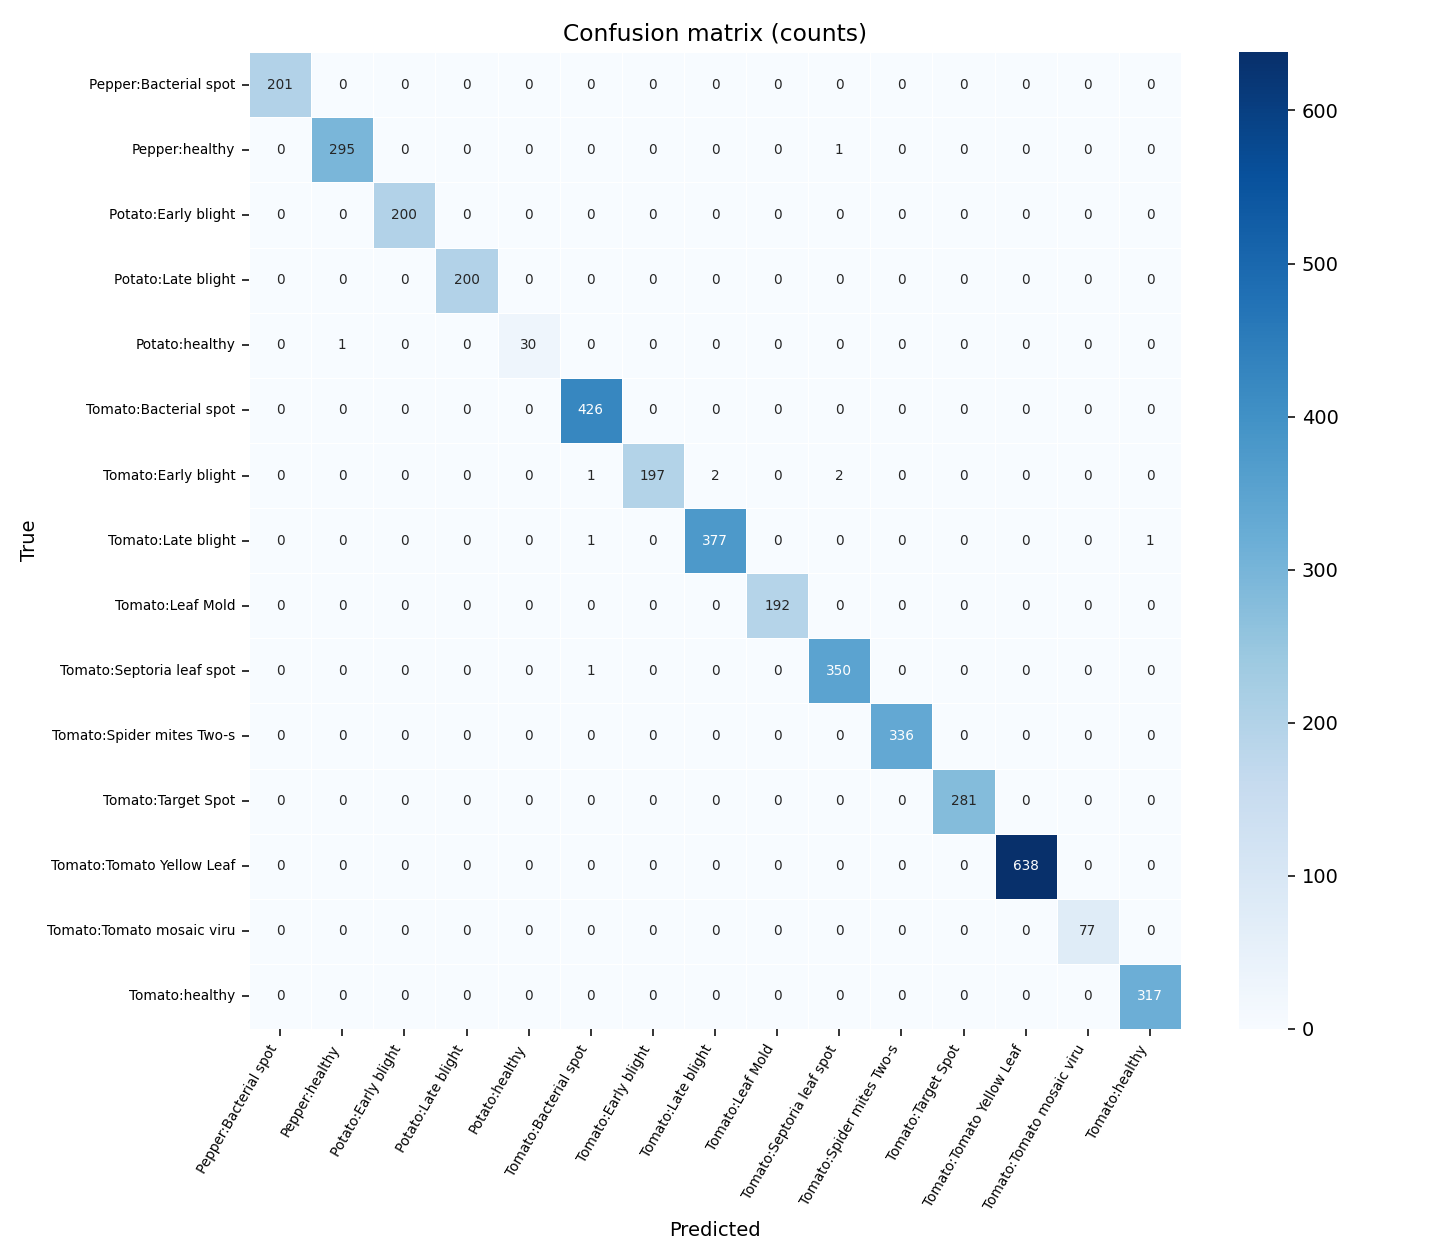 Confusion matrix (counts)
Pepper:Bacterial spot 201 0 0 0 0 0 0 0 0 0 0 0 0 0 0
Pepper:healthy 0 295 0 0 0 0 0 0 0 1 0 0 0 0 0
Potato:Early blight 0 0 200 0 0 0 0 0 0 0 0 0 0 0 0
Potato:Late blight 0 0 0 200 0 0 0 0 0 0 0 0 0 0 0
Potato:healthy 0 1 0 0 30 0 0 0 0 0 0 0 0 0 0
Tomato:Bacterial spot 0 0 0 0 0 426 0 0 0 0 0 0 0 0 0
Tomato:Early blight 0 0 0 0 0 1 197 2 0 2 0 0 0 0 0
Tomato:Late blight 0 0 0 0 0 1 0 377 0 0 0 0 0 0 1
Tomato:Leaf Mold 0 0 0 0 0 0 0 0 192 0 0 0 0 0 0
Tomato:Septoria leaf spot 0 0 0 0 0 1 0 0 0 350 0 0 0 0 0
Tomato:Spider mites Two-s 0 0 0 0 0 0 0 0 0 0 336 0 0 0 0
Tomato:Target Spot 0 0 0 0 0 0 0 0 0 0 0 281 0 0 0
Tomato:Tomato Yellow Leaf 0 0 0 0 0 0 0 0 0 0 0 0 638 0 0
Tomato:Tomato mosaic viru 0 0 0 0 0 0 0 0 0 0 0 0 0 77 0
Tomato:healthy 0 0 0 0 0 0 0 0 0 0 0 0 0 0 317
True
Pepper:Bacterial spot
Pepper:healthy
Potato:Early blight
Potato:Late blight
Potato:healthy
Tomato:Bacterial spot
Tomato:Early blight
Tomato:Late blight
Tomato:Leaf Mold
Tomato:Septoria leaf spot
Tomato:Spider mites Two-s
Tomato:Target Spot
Tomato:Tomato Yellow Leaf
Tomato:Tomato mosaic viru
Tomato:healthy
Predicted
600
500
400
300
200
100
0